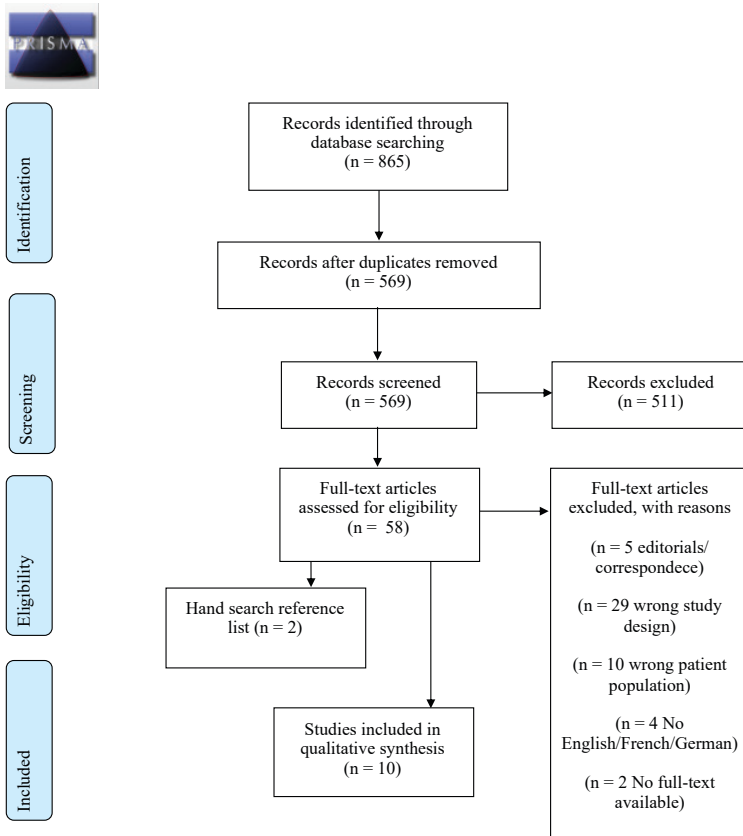 PRISMA
Identification
Records identified through
database searching
(n = 865)
Records after duplicates removed
(n = 569)
Screening
Records screened
(n = 569)
Records excluded
(n = 511)
Eligibility
Full-text articles
assessed for eligibility
(n = 58)
Full-text articles
excluded, with reasons
(n = 5 editorials/
correspondece)
(n = 29 wrong study
design)
(n = 10 wrong patient
population)
(n = 4 No
English/French/German)
(n = 2 No full-text
available)
Hand search reference
list (n = 2)
Included
Studies included in
qualitative synthesis
(n = 10)